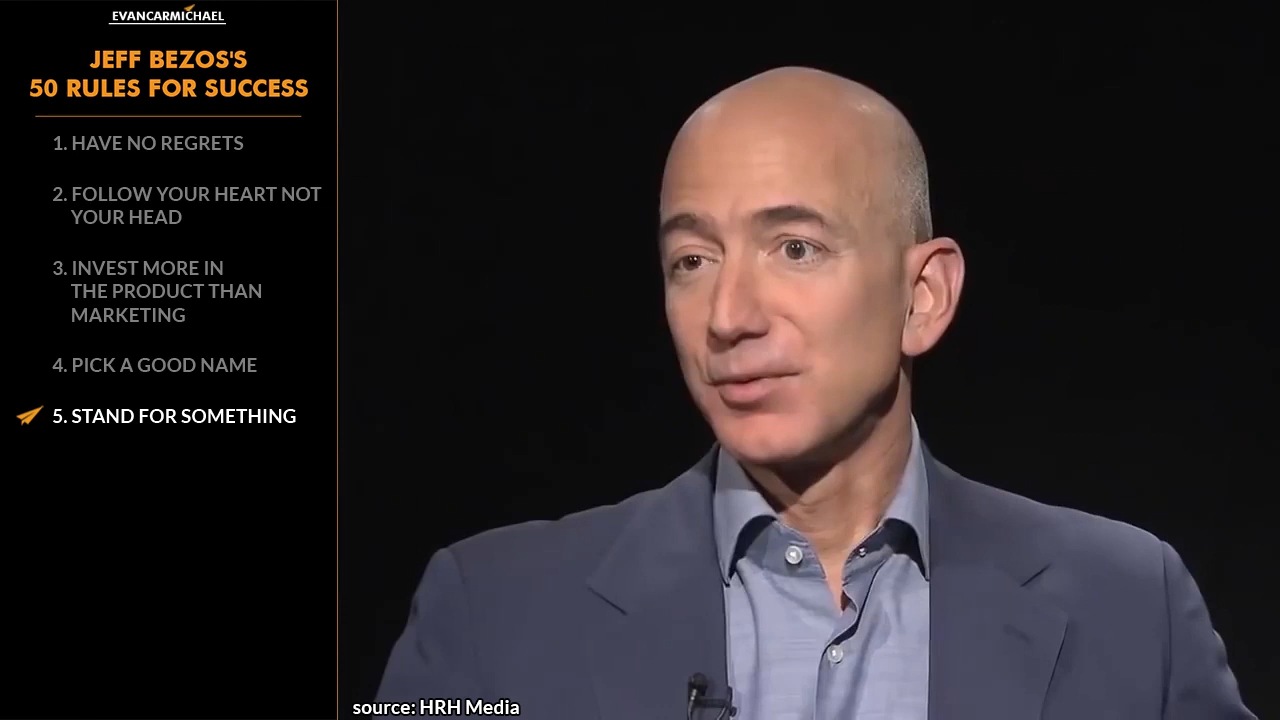 EVANCARMICHAEL
JEFF BEZOS'S
50 RULES FOR SUCCESS
1. HAVE NO REGRETS
2. FOLLOW YOUR HEART NOT
YOUR HEAD
3. INVEST MORE IN
THE PRODUCT THAN
MARKETING
4. PICK A GOOD NAME
5. STAND FOR SOMETHING
source: HRH Media